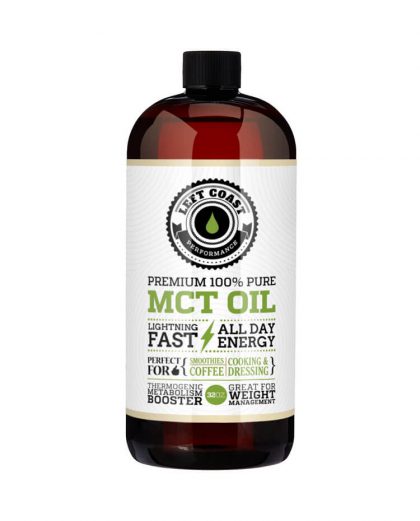 LEFT COAST
PERFORMANCE
PREMIUM 100% PURE
MCT OIL
LIGHTNING
FAST
ALL DAY
ENERGY
PERFECT
FOR
SMOOTHIES
COFFEE
COOKING &
DRESSING
THERMOGENIC
METABOLISM
BOOSTER
32OZ
GREAT FOR
WEIGHT
MANAGEMENT